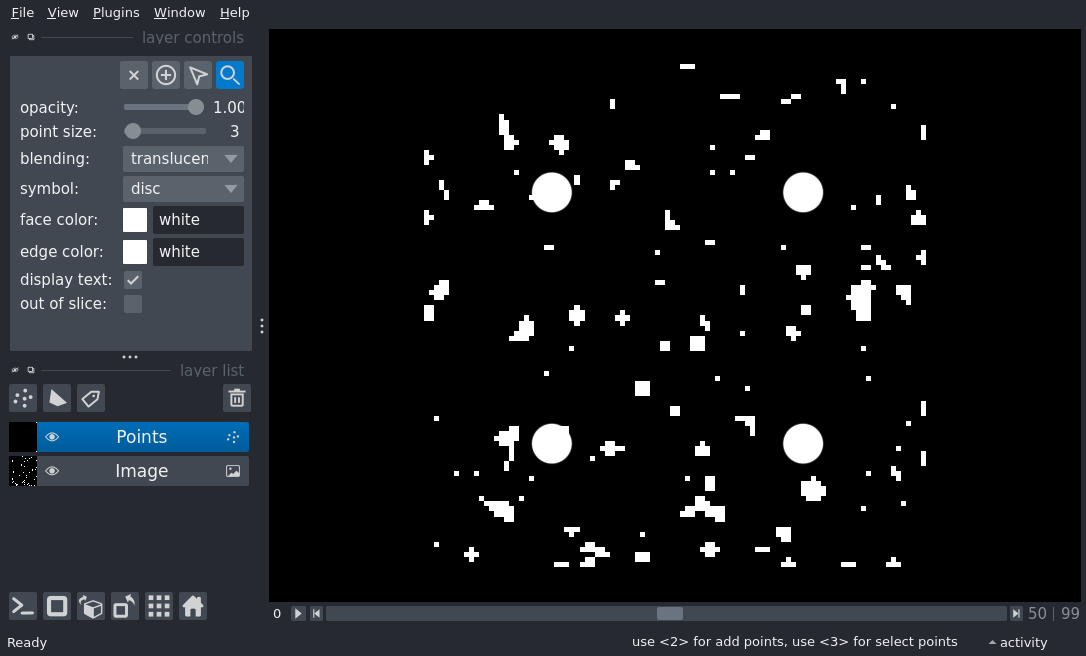 File View Plugins Window Help
layer controls
opacity: 1.00
point size: 3
blending: translucen
symbol: disc
face color: white
edge color: white
display text:
out of slice:
layer list
Points
Image
0 50 | 99
Ready use <2> for add points, use <3> for select points activity